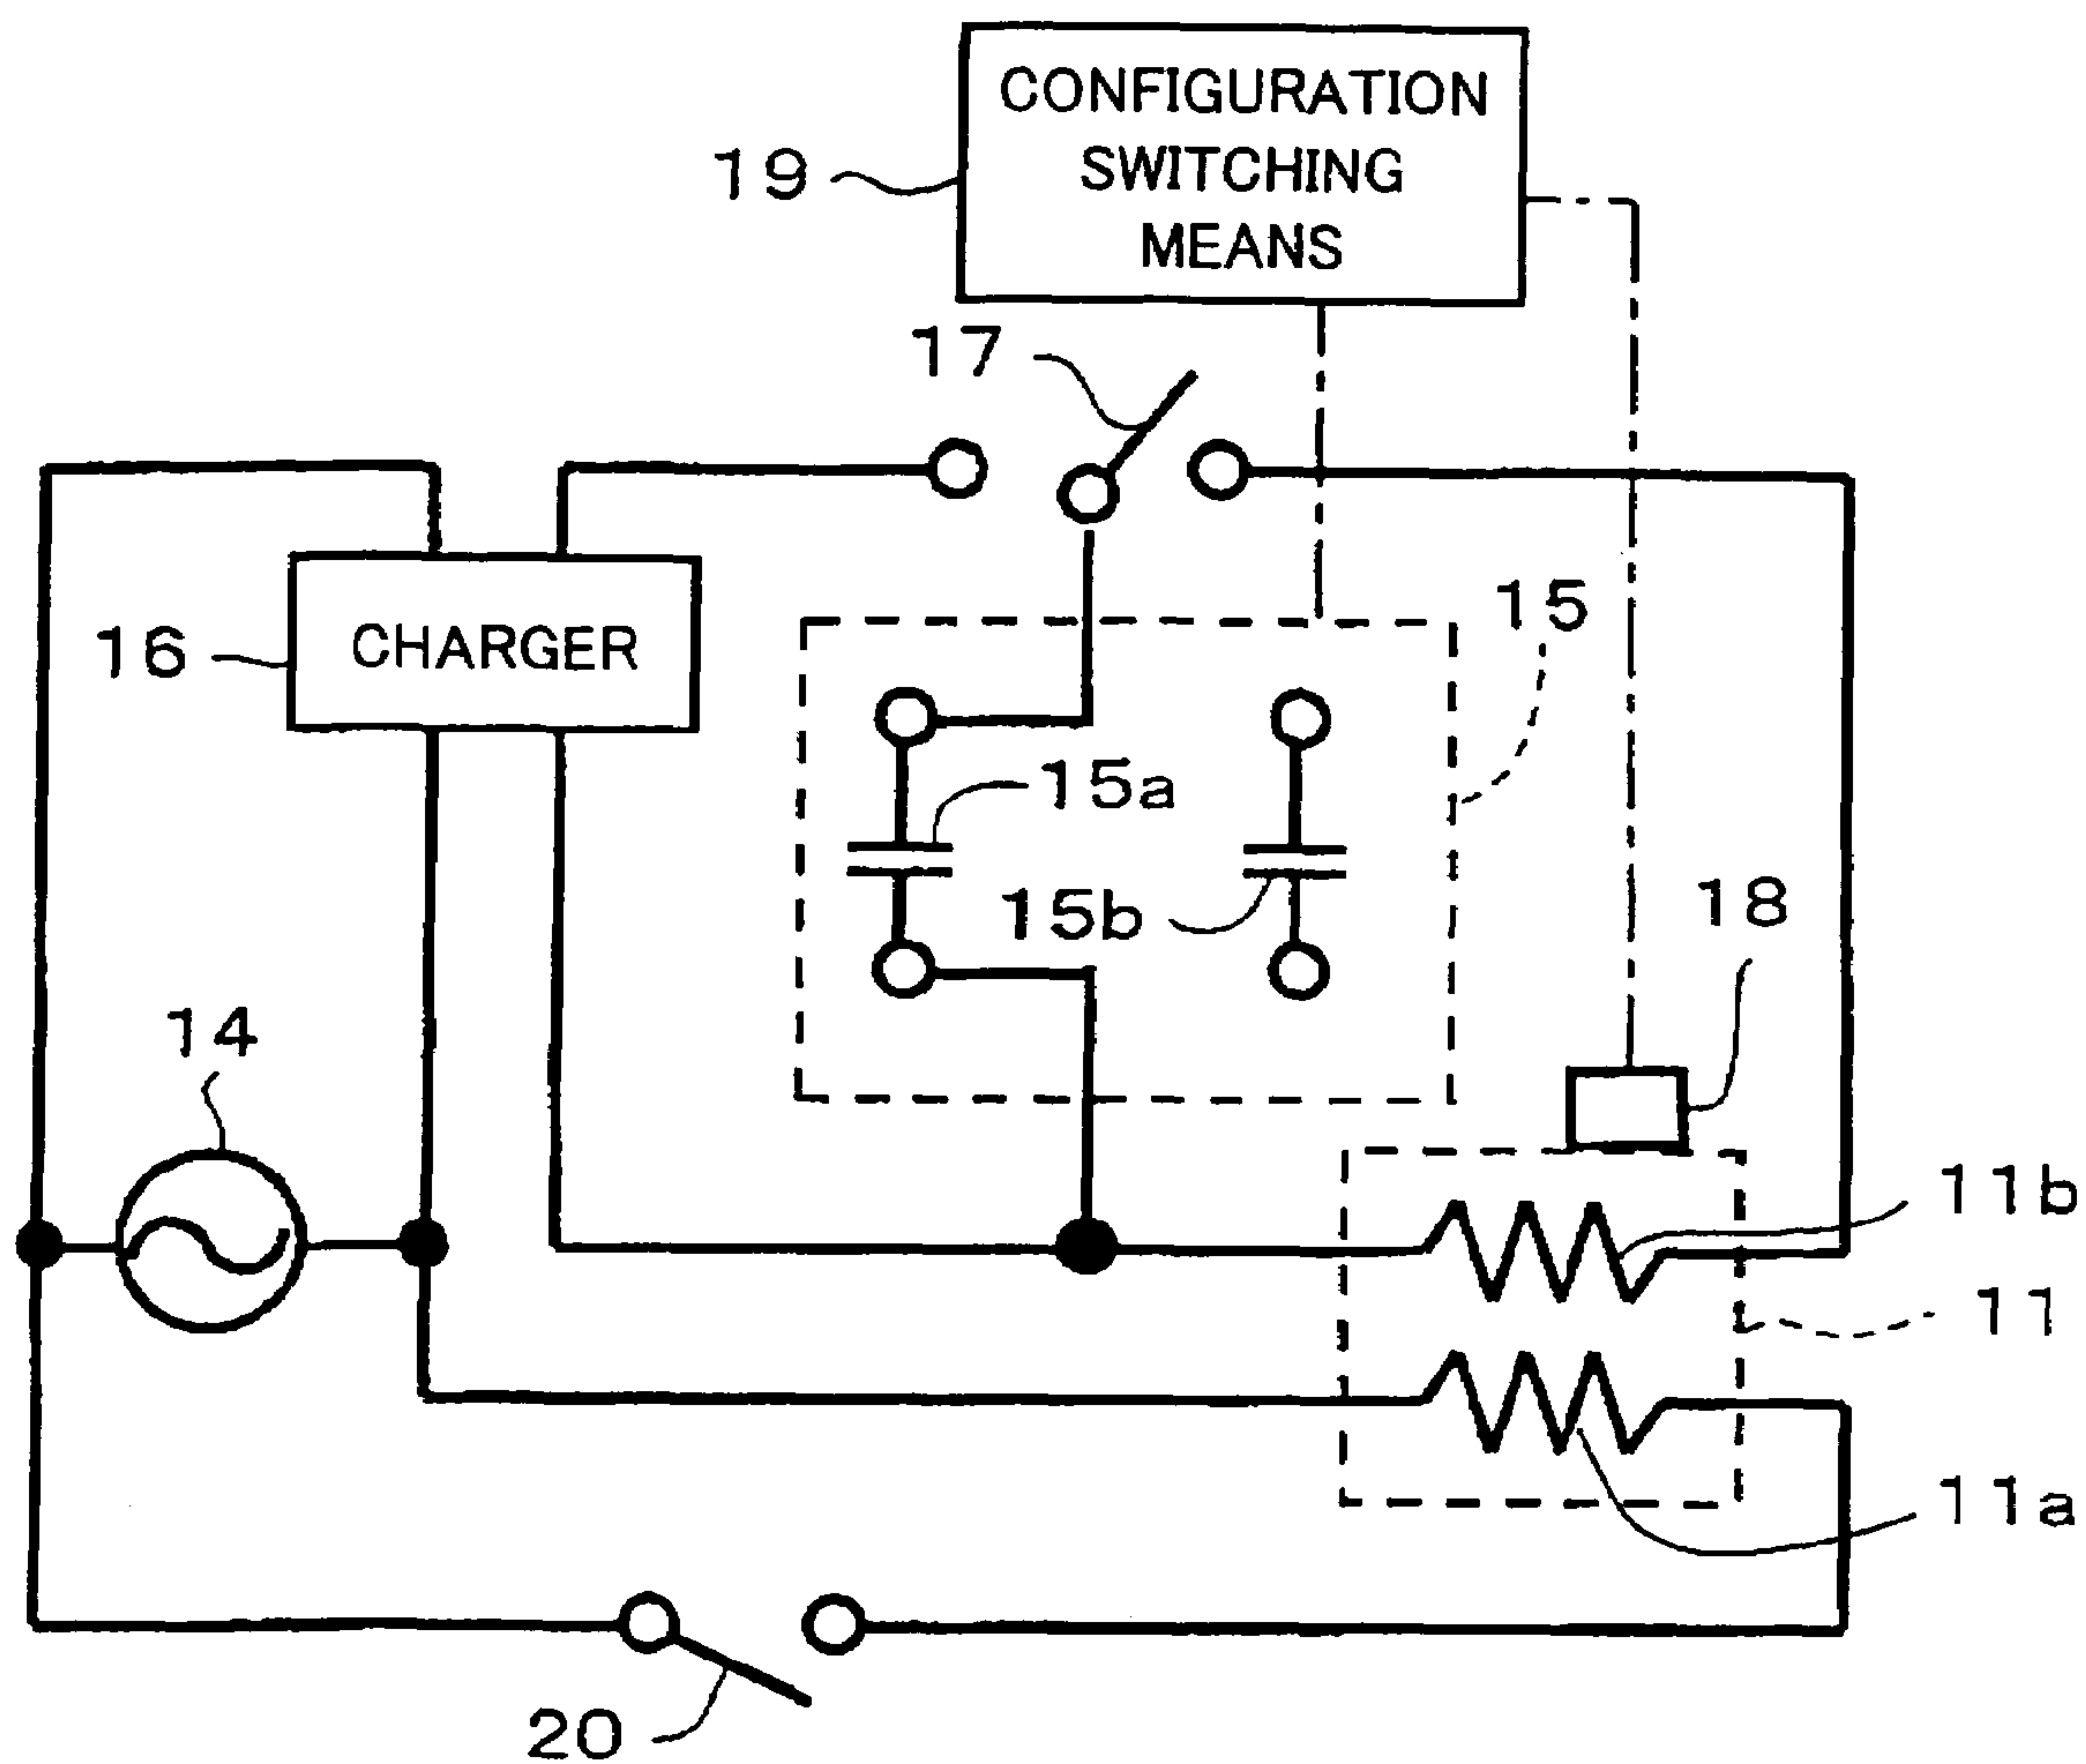 CONFIGURATION
SWITCHING
MEANS
19
17
15
16
CHARGER
15a
15b
18
14
11b
11
11a
20